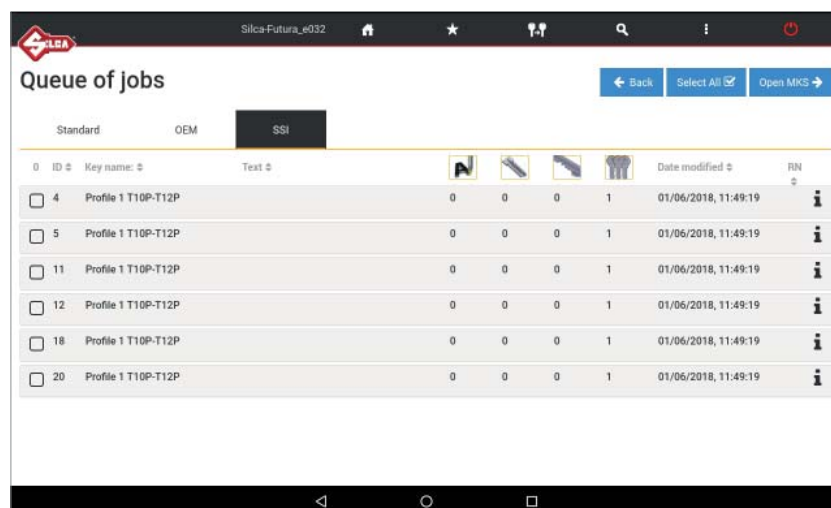 SILCA
Silca-Futura_e032
Queue of jobs
Back Select All Open MKS
Standard OEM SSI
0 ID Key name: Text A Date modified RN
4 Profile 1 T10P-T12P 0 0 0 1 01/06/2018, 11:49:19
5 Profile 1 T10P-T12P 0 0 0 1 01/06/2018, 11:49:19
11 Profile 1 T10P-T12P 0 0 0 1 01/06/2018, 11:49:19
12 Profile 1 T10P-T12P 0 0 0 1 01/06/2018, 11:49:19
18 Profile 1 T10P-T12P 0 0 0 1 01/06/2018, 11:49:19
20 Profile 1 T10P-T12P 0 0 0 1 01/06/2018, 11:49:19